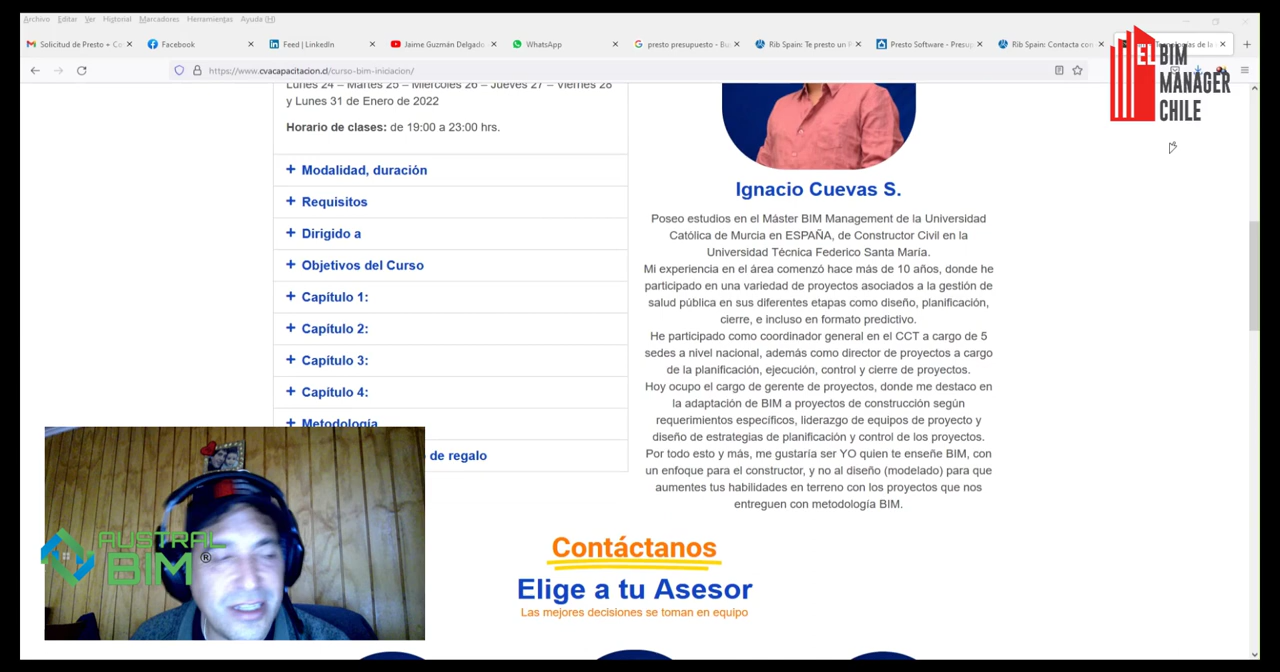 Archivo Editar Ver Historial Marcadores Herramientas Ayuda (H)
Solicitud de Presto + Co
Facebook
Feed | LinkedIn
Jaime Guzmán Delgado
WhatsApp
presto presupuesto - Bu
Rib Spain: Te presto un P
Presto Software - Presup
Rib Spain: Contacta con
https://www.cvacapacitacion.cl/curso-bim-iniciacion/
EL BIM
MANAGER
CHILE
Lunes 24 – Martes 25 – Miércoles 26 – Jueves 27 – Viernes 28
y Lunes 31 de Enero de 2022
Horario de clases: de 19:00 a 23:00 hrs.
+ Modalidad, duración
+ Requisitos
+ Dirigido a
+ Objetivos del Curso
+ Capítulo 1:
+ Capítulo 2:
+ Capítulo 3:
+ Capítulo 4:
+ Metodología
de regalo
Ignacio Cuevas S.
Poseo estudios en el Máster BIM Management de la Universidad
Católica de Murcia en ESPAÑA, de Constructor Civil en la
Universidad Técnica Federico Santa María.
Mi experiencia en el área comenzó hace más de 10 años, donde he
participado en una variedad de proyectos asociados a la gestión de
salud pública en sus diferentes etapas como diseño, planificación,
cierre, e incluso en formato predictivo.
He participado como coordinador general en el CCT a cargo de 5
sedes a nivel nacional, además como director de proyectos a cargo
de la planificación, ejecución, control y cierre de proyectos.
Hoy ocupo el cargo de gerente de proyectos, donde me destaco en
la adaptación de BIM a proyectos de construcción según
requerimientos específicos, liderazgo de equipos de proyecto y
diseño de estrategias de planificación y control de los proyectos.
Por todo esto y más, me gustaría ser YO quien te enseñe BIM, con
un enfoque para el constructor, y no al diseño (modelado) para que
aumentes tus habilidades en terreno con los proyectos que nos
entreguen con metodología BIM.
Contáctanos
Elige a tu Asesor
Las mejores decisiones se toman en equipo
AUSTRAL
BIM ®